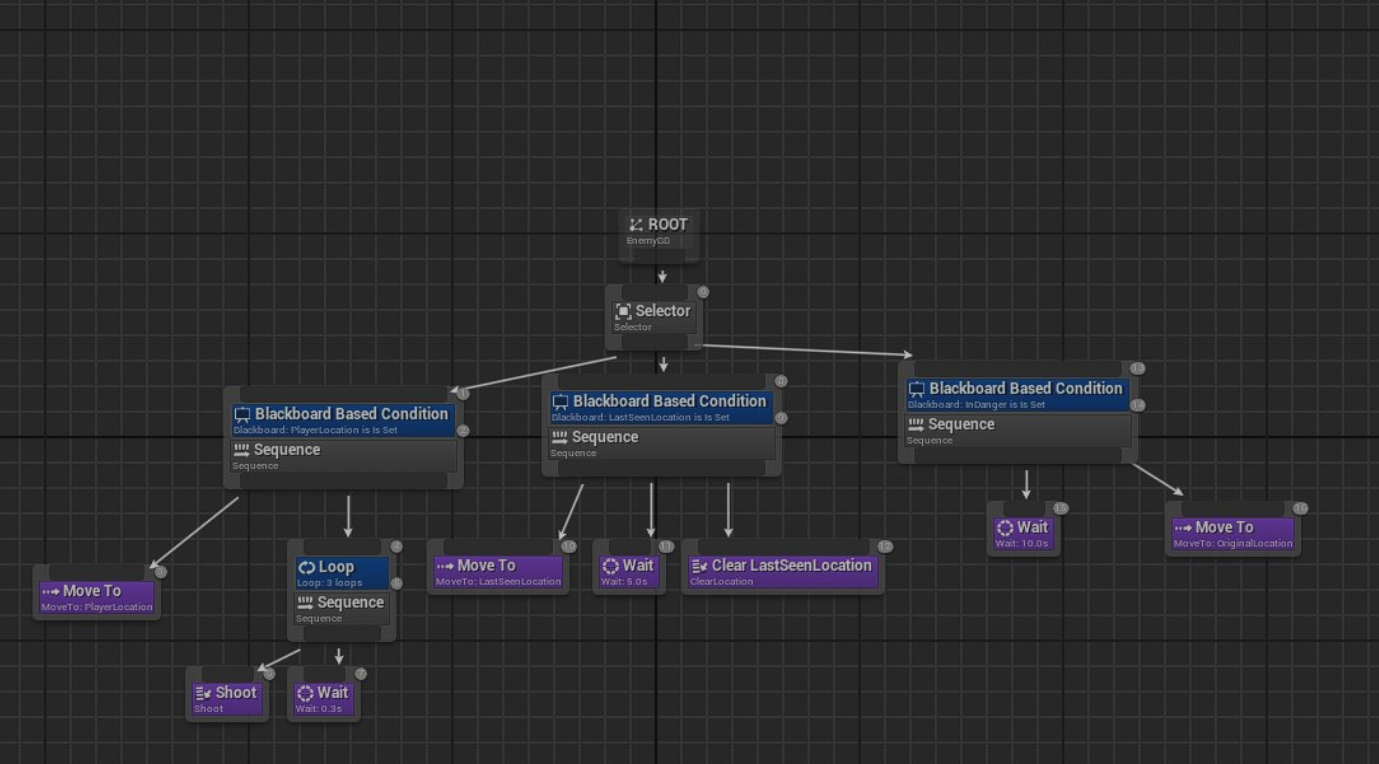 ROOT
EnemyBB
0
Selector
Selector
1
Blackboard Based Condition
Blackboard: PlayerLocation is Is Set
2
Sequence
Sequence
8
Blackboard Based Condition
Blackboard: LastSeenLocation is Is Set
9
Sequence
Sequence
13
Blackboard Based Condition
Blackboard: InDanger is Is Set
14
Sequence
Sequence
3
Move To
MoveTo: PlayerLocation
4
Loop
Loop: 3 loops
5
Sequence
Sequence
10
Move To
MoveTo: LastSeenLocation
11
Wait
Wait: 5.0s
12
Clear LastSeenLocation
ClearLocation
15
Wait
Wait: 10.0s
Move To
MoveTo: OriginalLocation
6
Shoot
Shoot
7
Wait
Wait: 0.3s